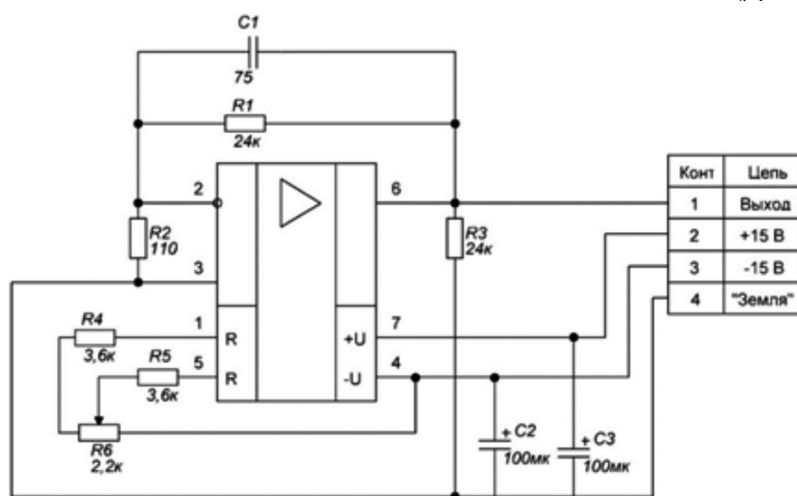 C1
75
R1
24к
2
6
R2
110
R3
24к
3
Конт Цепь
1 Выход
2 +15 В
3 -15 В
4 "Земля"
R4
3,6к
1
R
+U
7
R5
3,6к
5
R
-U
4
R6
2,2к
+ C2
100мк
+ C3
100мк